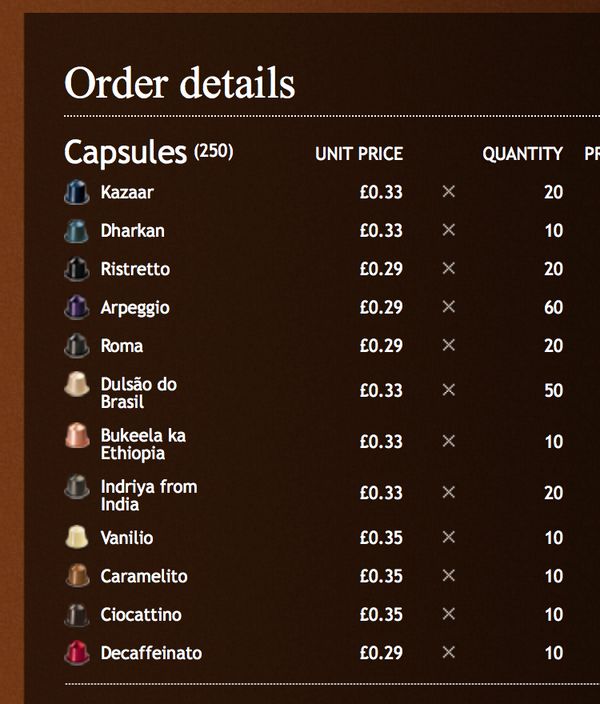 Order details
Capsules (250) UNIT PRICE QUANTITY PR
Kazaar £0.33 × 20
Dharkan £0.33 × 10
Ristretto £0.29 × 20
Arpeggio £0.29 × 60
Roma £0.29 × 20
Dulsão do
Brasil £0.33 × 50
Bukeela ka
Ethiopia £0.33 × 10
Indriya from
India £0.33 × 20
Vanilio £0.35 × 10
Caramelito £0.35 × 10
Ciocattino £0.35 × 10
Decaffeinato £0.29 × 10